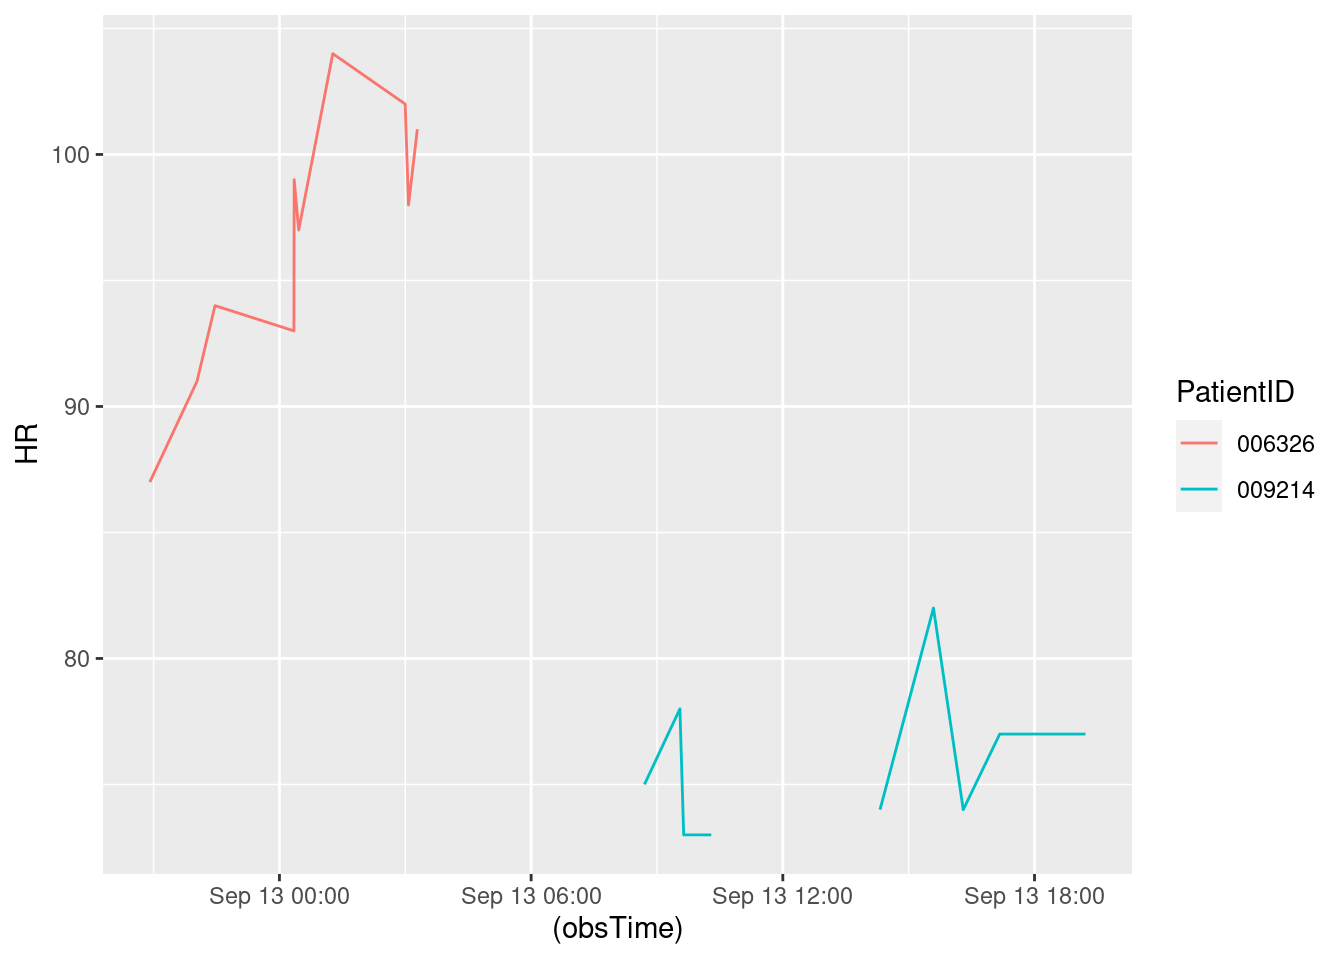 100
90
80
HR
Sep 13 00:00
Sep 13 06:00
Sep 13 12:00
Sep 13 18:00
(obsTime)
PatientID
006326
009214